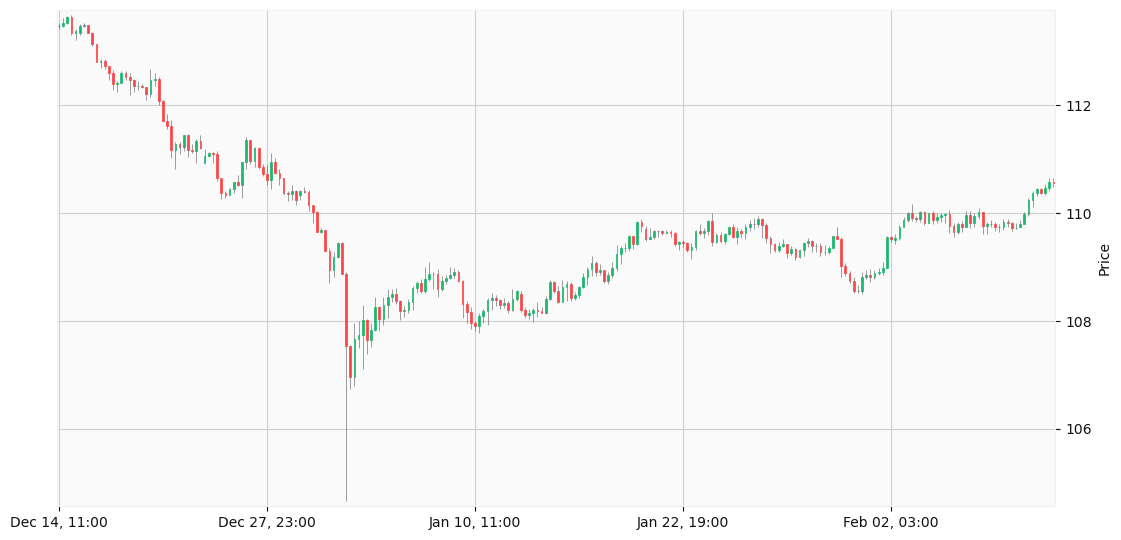 112
110
108
106
Price
Dec 14, 11:00
Dec 27, 23:00
Jan 10, 11:00
Jan 22, 19:00
Feb 02, 03:00